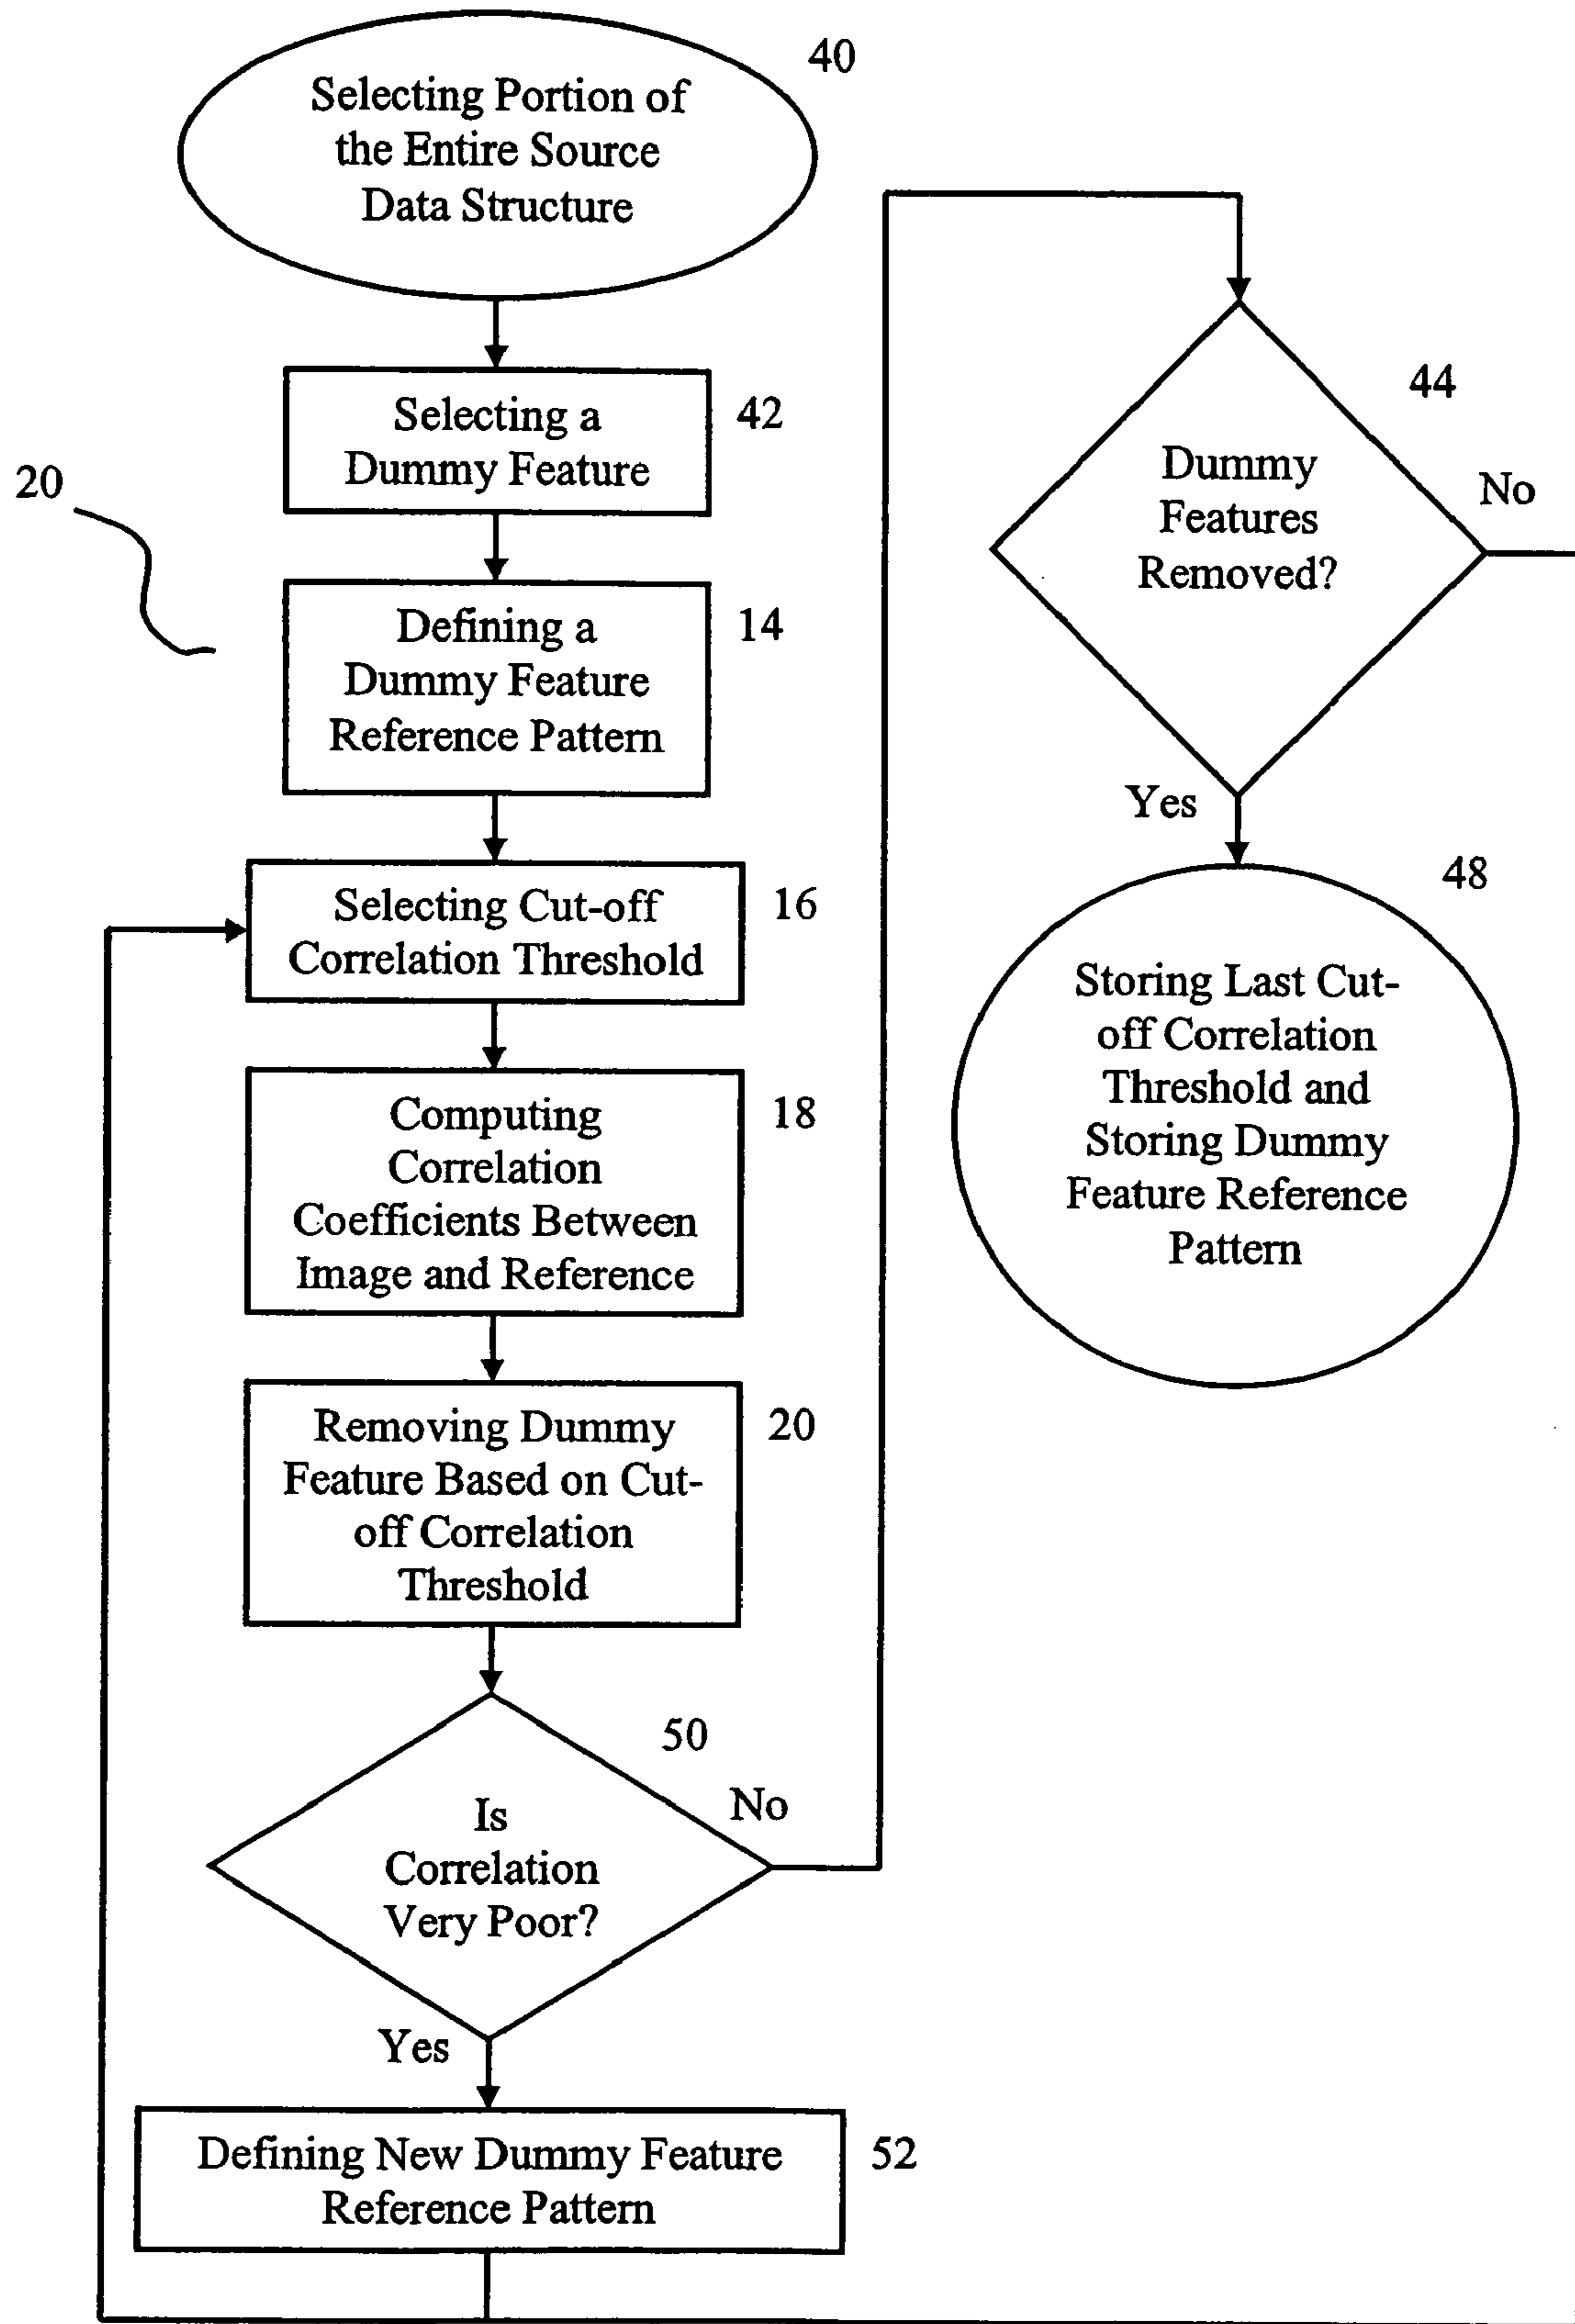 40
Selecting Portion of
the Entire Source
Data Structure
42
Selecting a
Dummy Feature
20
14
Defining a
Dummy Feature
Reference Pattern
16
Selecting Cut-off
Correlation Threshold
18
Computing
Correlation
Coefficients Between
Image and Reference
20
Removing Dummy
Feature Based on Cut-
off Correlation
Threshold
50
Is
Correlation
Very Poor?
No
Yes
52
Defining New Dummy Feature
Reference Pattern
44
Dummy
Features
Removed?
No
Yes
48
Storing Last Cut-
off Correlation
Threshold and
Storing Dummy
Feature Reference
Pattern